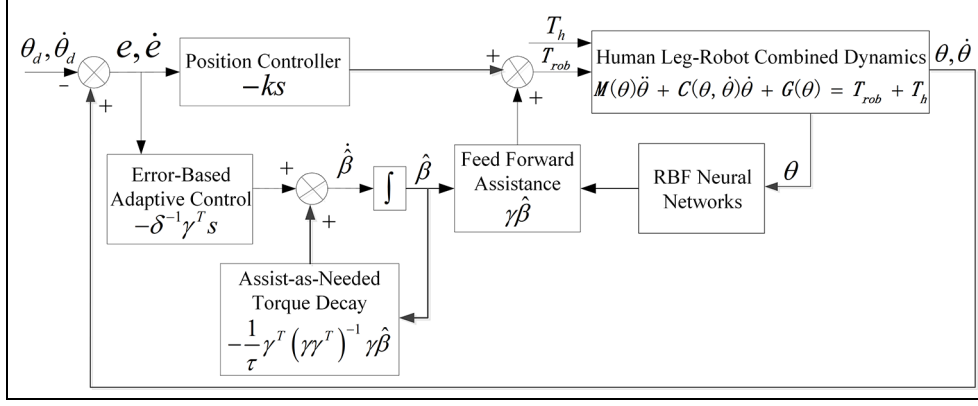 θ_d, θ̇_d
-
+
e, ė
Position Controller
-ks
+
+
T_h
T_rob
Human Leg-Robot Combined Dynamics
M(θ)θ̈ + C(θ, θ̇)θ̇ + G(θ) = T_rob + T_h
θ, θ̇
Error-Based
Adaptive Control
-δ⁻¹γᵀs
+
+
β̂̇
∫
β̂
Feed Forward
Assistance
γβ̂
RBF Neural
Networks
θ
Assist-as-Needed
Torque Decay
-1/τ γᵀ(γγᵀ)⁻¹γβ̂